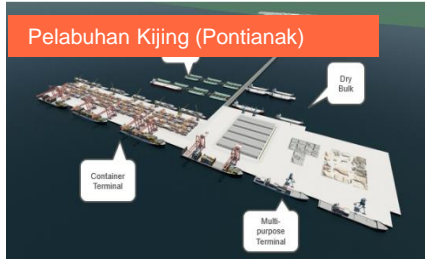 Pelabuhan Kijing (Pontianak)
Dry
Bulk
Container
Terminal
Multi-
purpose
Terminal